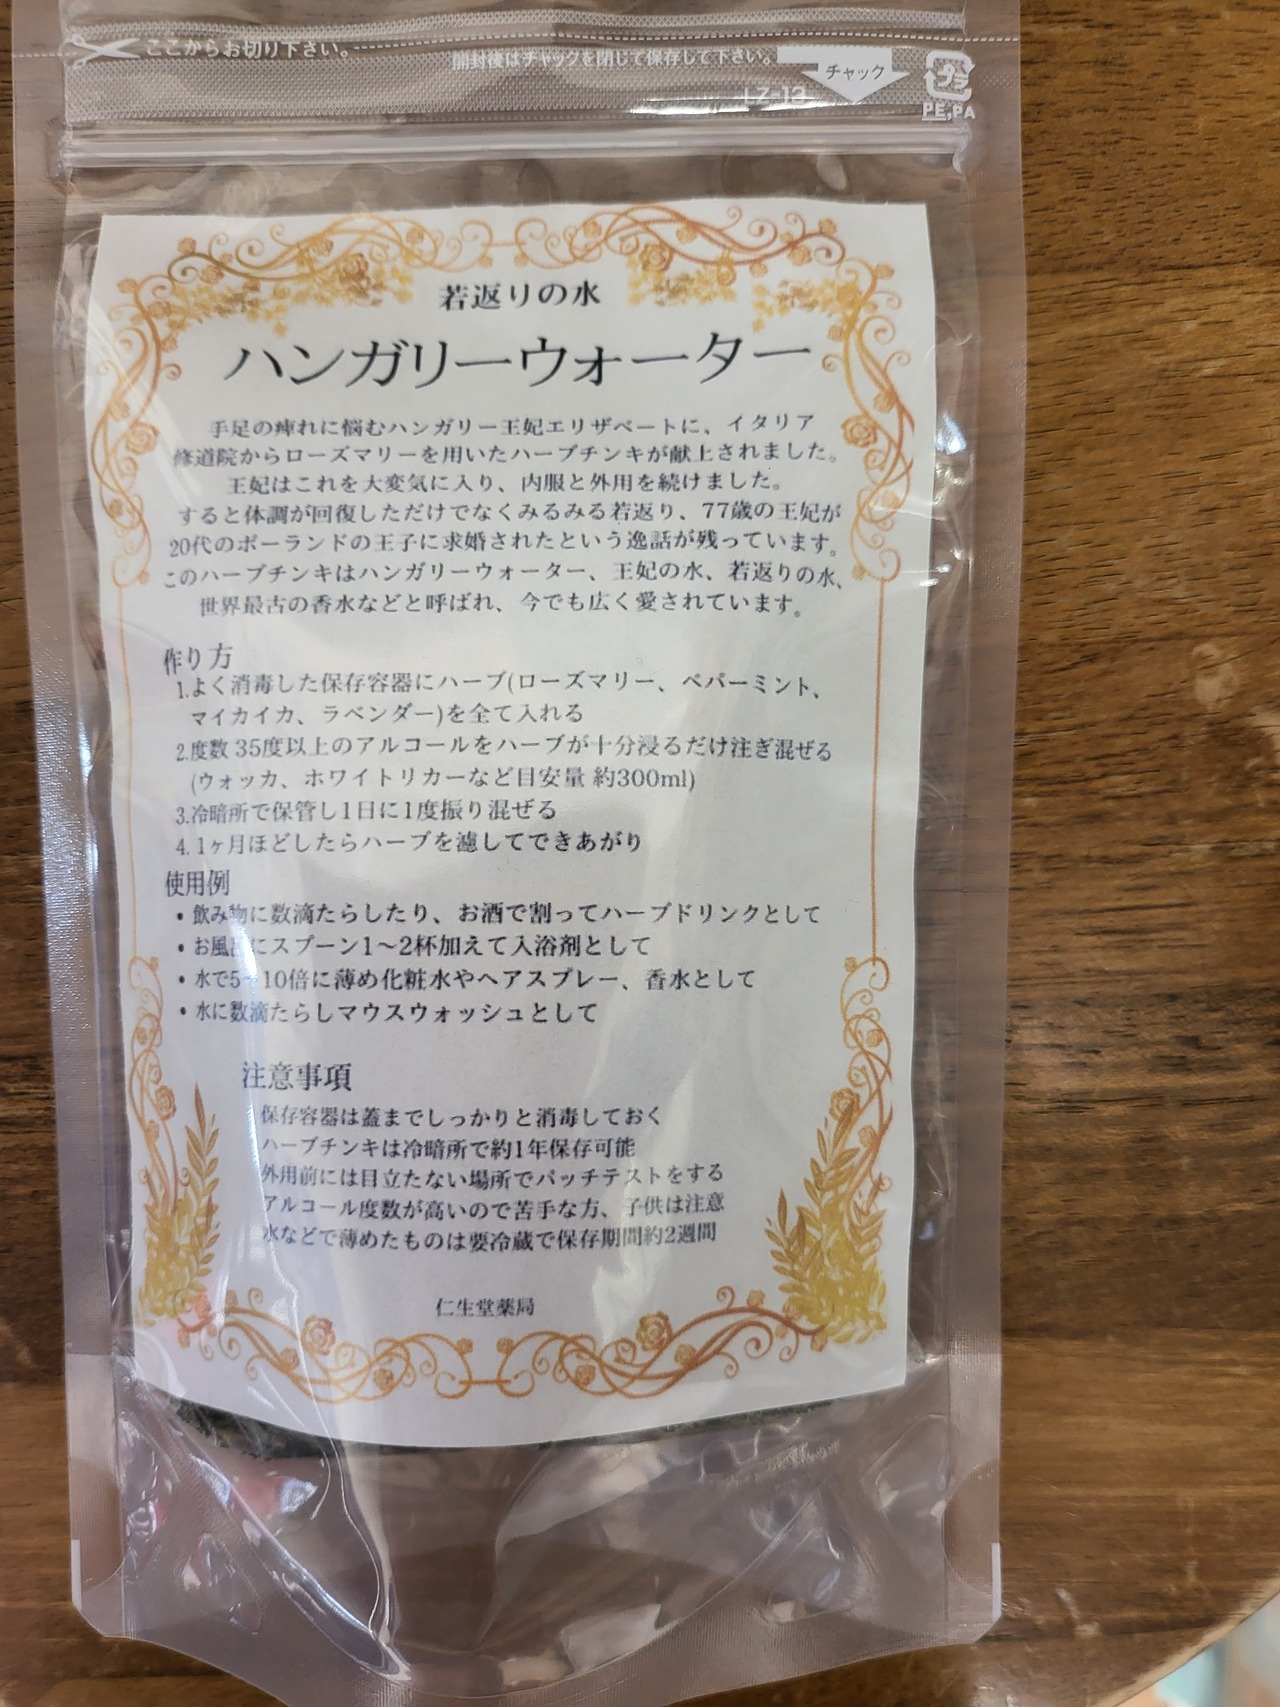 ここからお切り下さい。
開封後はチャックを閉じて保存して下さい。
チャック
LZ-13
プラ
PE,PA
若返りの水
ハンガリーウォーター
手足の痺れに悩むハンガリー王妃エリザベートに、イタリア
修道院からローズマリーを用いたハーブチンキが献上されました。
王妃はこれを大変気に入り、内服と外用を続けました。
すると体調が回復しただけでなくみるみる若返り、77歳の王妃が
20代のポーランドの王子に求婚されたという逸話が残っています。
このハーブチンキはハンガリーウォーター、王妃の水、若返りの水、
世界最古の香水などと呼ばれ、今でも広く愛されています。
作り方
1.よく消毒した保存容器にハーブ(ローズマリー、ペパーミント、
マイカイカ、ラベンダー)を全て入れる
2.度数 35度以上のアルコールをハーブが十分浸るだけ注ぎ混ぜる
(ウォッカ、ホワイトリカーなど目安量 約300ml)
3.冷暗所で保管し1日に1度振り混ぜる
4. 1ヶ月ほどしたらハーブを濾してできあがり
使用例
• 飲み物に数滴たらしたり、お酒で割ってハーブドリンクとして
• お風呂にスプーン1〜2杯加えて入浴剤として
• 水で5〜10倍に薄め化粧水やヘアスプレー、香水として
• 水に数滴たらしマウスウォッシュとして
注意事項
保存容器は蓋までしっかりと消毒しておく
ハーブチンキは冷暗所で約1年保存可能
外用前には目立たない場所でパッチテストをする
アルコール度数が高いので苦手な方、子供は注意
水などで薄めたものは要冷蔵で保存期間約2週間
仁生堂薬局